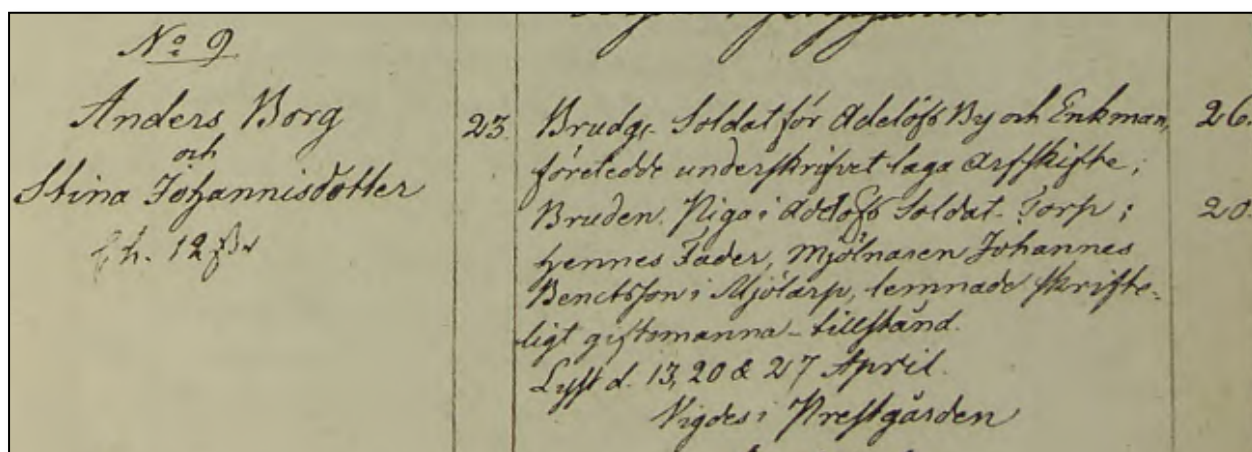 No 9
Anders Borg
och
Stina Johannisdotter
12
23.
Brudg. Soldat för Adelöfs By och Enkman,
företedde underskrifvet laga arfskifte;
Bruden. Piga i Adelöfs Soldat-Torp;
hennes Fader, Mjölnaren Johannes
Bengtsson i Mjölarp, lemnade skrifte-
ligt giftomanna-tillstånd.
Lyst d. 13, 20 & 27 April.
Vigdes i Prestgården
26.
20.